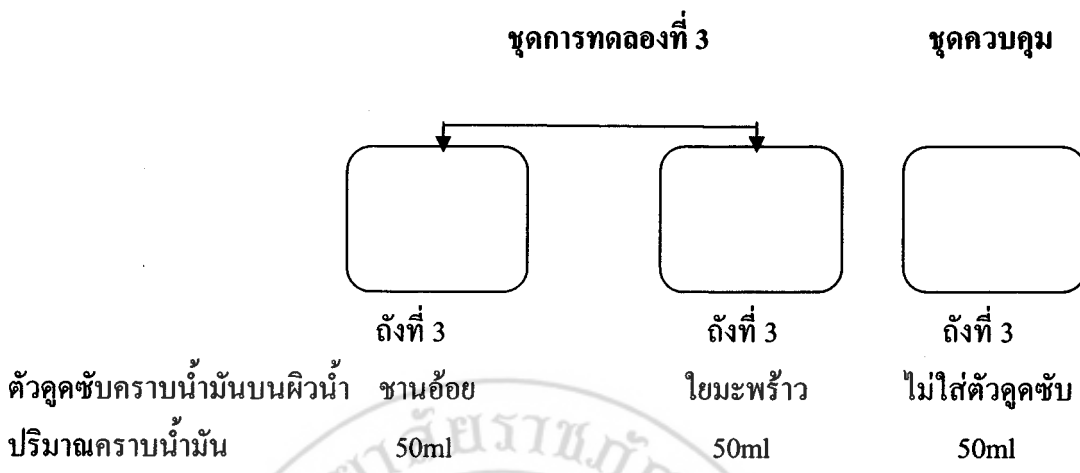 ชุดการทดลองที่ 3 ชุดควบคุม
ถังที่ 3 ถังที่ 3 ถังที่ 3
ตัวดูดซับคราบน้ำมันบนผิวน้ำ ชานอ้อย ใยมะพร้าว ไม่ใส่ตัวดูดซับ
ปริมาณคราบน้ำมัน 50ml 50ml 50ml